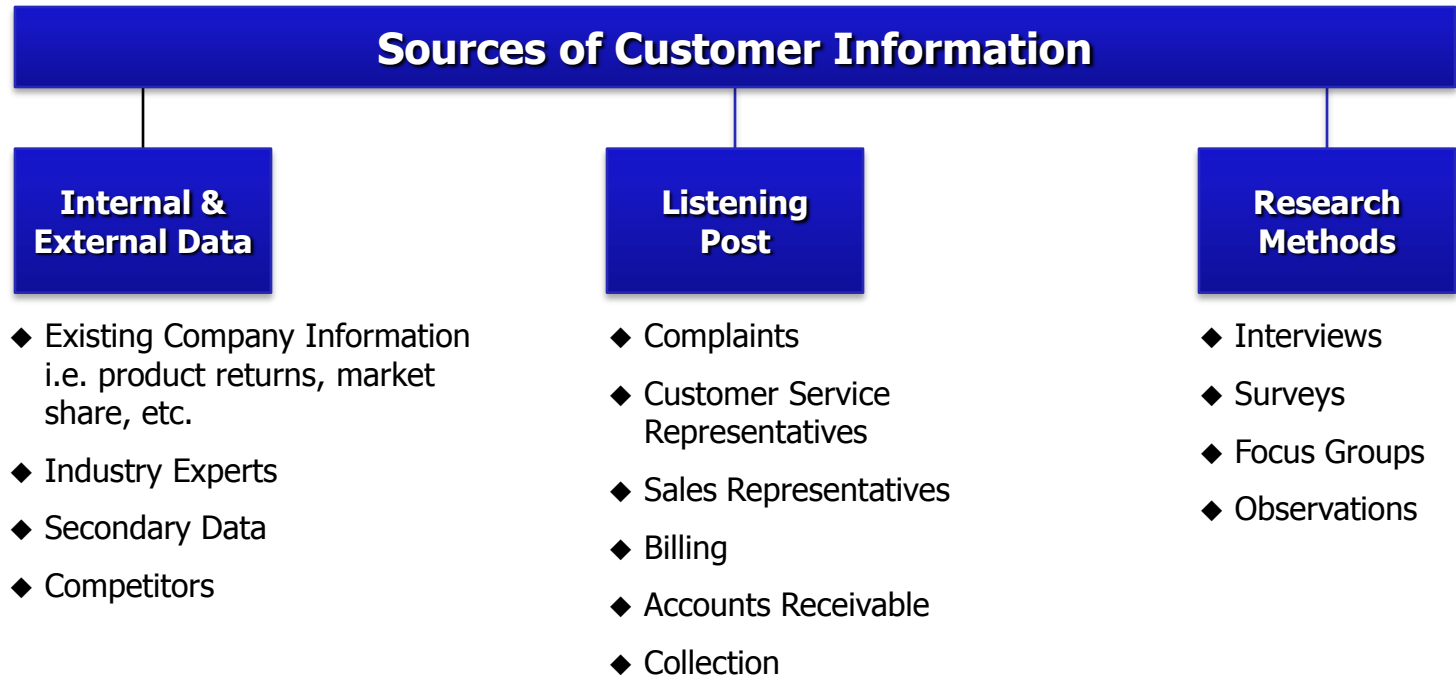 Sources of Customer Information
Internal &
External Data
◆ Existing Company Information
i.e. product returns, market
share, etc.
◆ Industry Experts
◆ Secondary Data
◆ Competitors
Listening
Post
◆ Complaints
◆ Customer Service
Representatives
◆ Sales Representatives
◆ Billing
◆ Accounts Receivable
◆ Collection
Research
Methods
◆ Interviews
◆ Surveys
◆ Focus Groups
◆ Observations